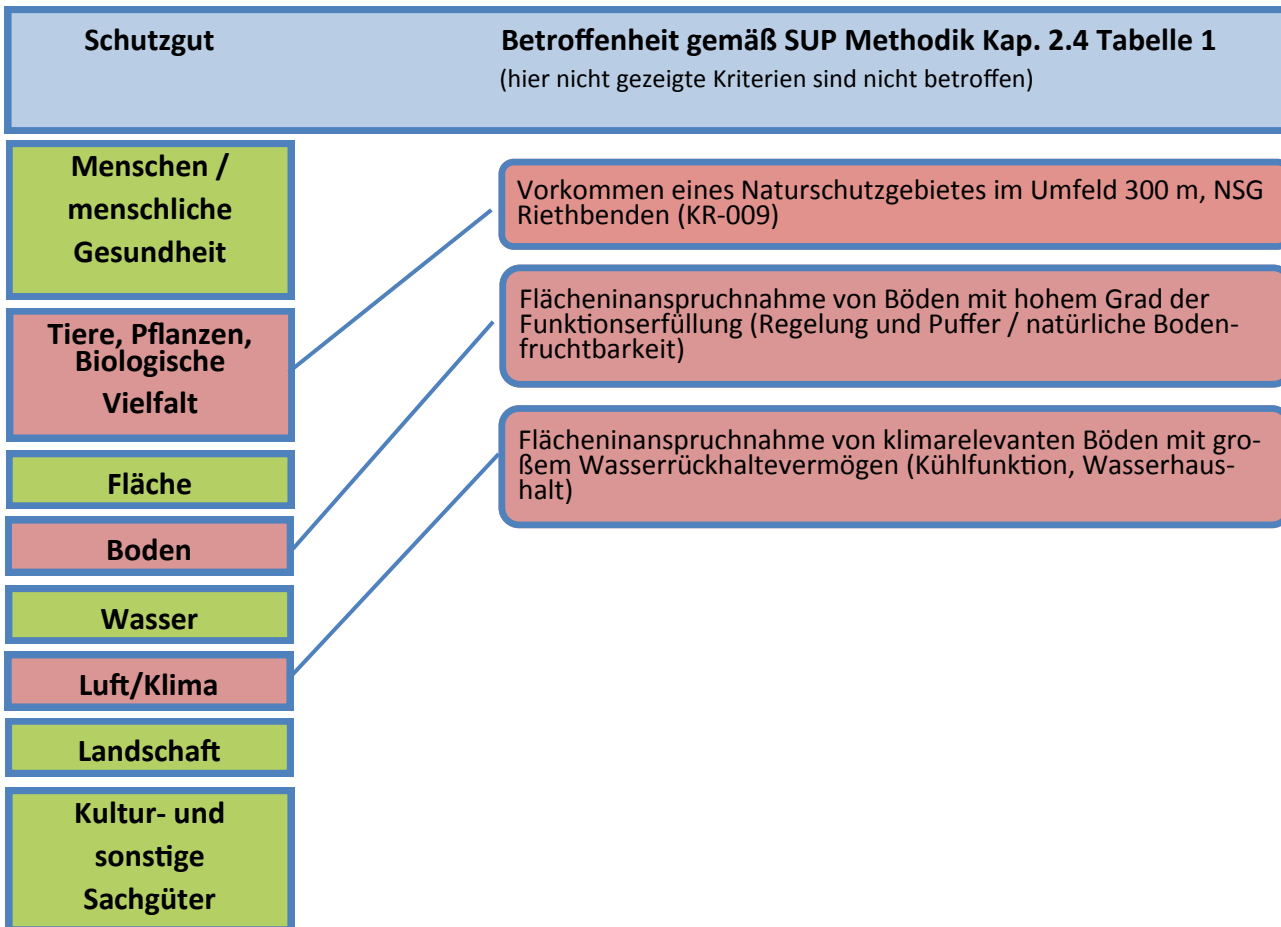 Schutzgut
Betroffenheit gemäß SUP Methodik Kap. 2.4 Tabelle 1
(hier nicht gezeigte Kriterien sind nicht betroffen)
Menschen /
menschliche
Gesundheit
Tiere, Pflanzen,
Biologische
Vielfalt
Fläche
Boden
Wasser
Luft/Klima
Landschaft
Kultur- und
sonstige
Sachgüter
Vorkommen eines Naturschutzgebietes im Umfeld 300 m, NSG
Riethbenden (KR-009)
Flächeninanspruchnahme von Böden mit hohem Grad der
Funktionserfüllung (Regelung und Puffer / natürliche Boden-
fruchtbarkeit)
Flächeninanspruchnahme von klimarelevanten Böden mit gro-
ßem Wasserrückhaltevermögen (Kühlfunktion, Wasserhaus-
halt)